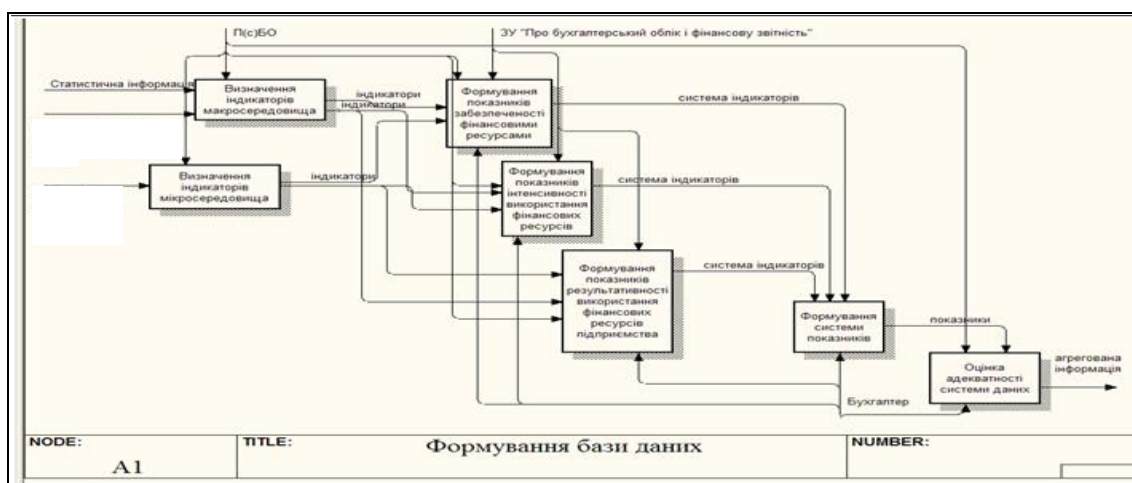 П(с)БО
ЗУ "Про бухгалтерський облік і фінансову звітність"
Статистична інформація
Визначення
індикаторів
макросередовища
індикатори
індикатори
Формування
показників
забезпеченості
фінансовими
ресурсами
система індикаторів
Визначення
індикаторів
мікросередовища
індикатори
Формування
показників
інтенсивності
використання
фінансових
ресурсів
система індикаторів
Формування
показників
результативності
використання
фінансових
ресурсів
підприємства
система індикаторів
Формування
системи
показників
показники
Оцінка
адекватності
системи даних
агрегована
інформація
Бухгалтер
NODE:
A1
TITLE:
Формування бази даних
NUMBER: